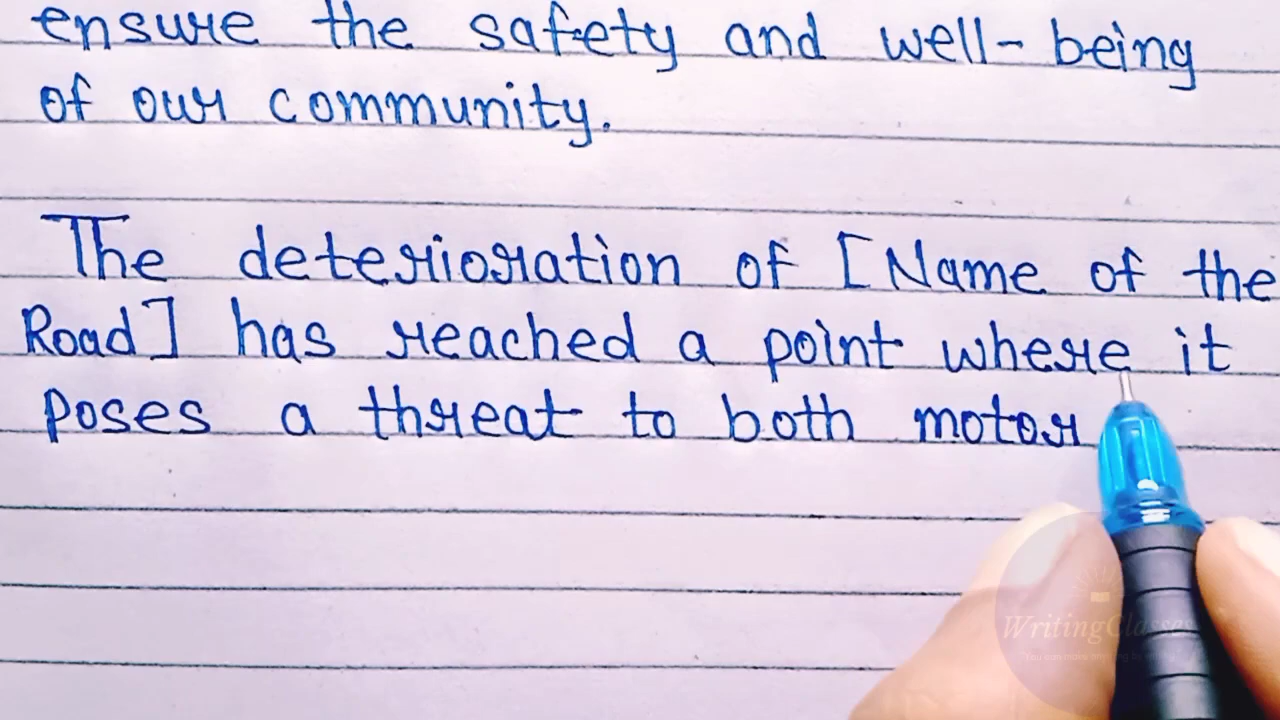 ensure the safety and well-being
of our community.
The deterioration of [Name of the
Road] has reached a point where it
poses a threat to both motor
WritingClasses